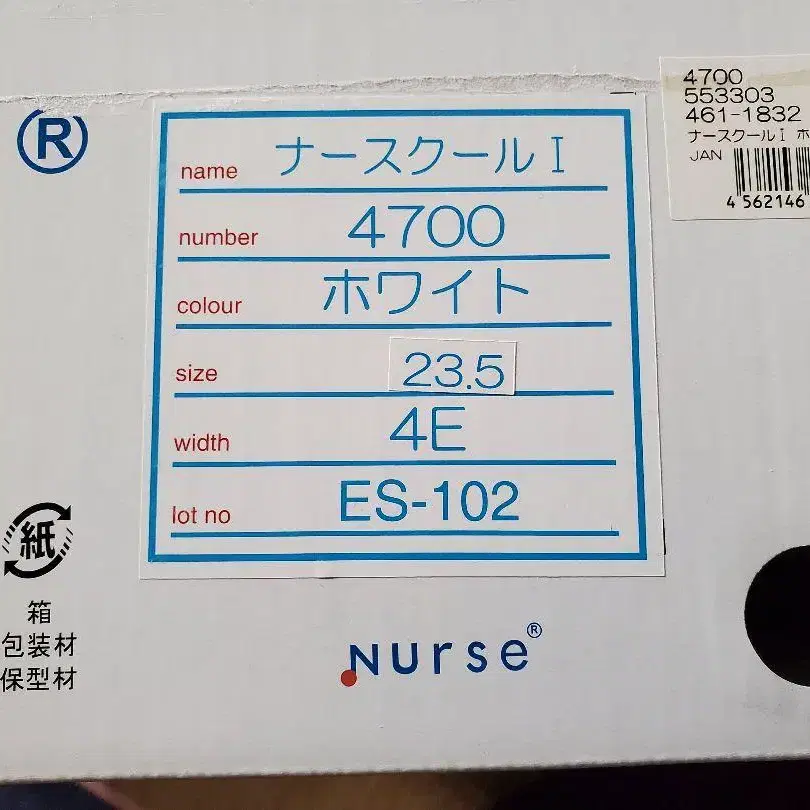 ®
4700
553303
461-1832
ナースクールI ホ
JAN
4 562146
name ナースクールI
number 4700
colour ホワイト
size 23.5
width 4E
lot no ES-102
紙
箱
包装材
保型材
Nurse®